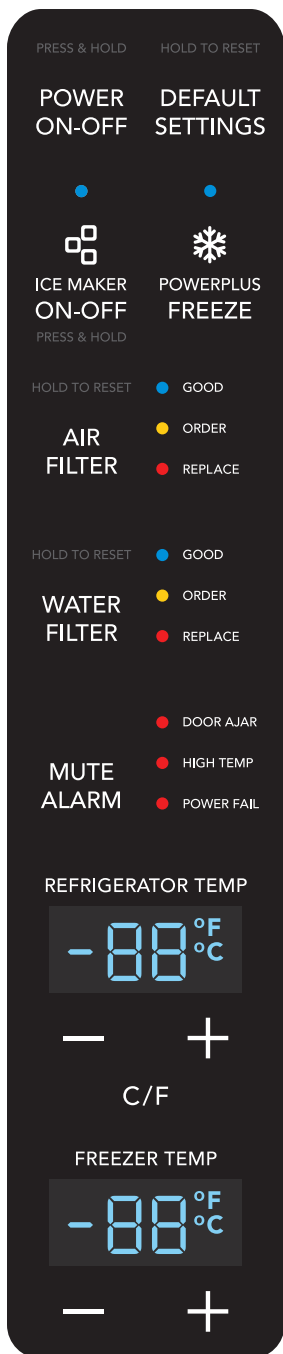 PRESS & HOLD
HOLD TO RESET
POWER
ON-OFF
DEFAULT
SETTINGS
ICE MAKER
ON-OFF
PRESS & HOLD
POWERPLUS
FREEZE
HOLD TO RESET
AIR
FILTER
GOOD
ORDER
REPLACE
HOLD TO RESET
WATER
FILTER
GOOD
ORDER
REPLACE
MUTE
ALARM
DOOR AJAR
HIGH TEMP
POWER FAIL
REFRIGERATOR TEMP
-88 °F
°C
− +
C/F
FREEZER TEMP
-88 °F
°C
− +